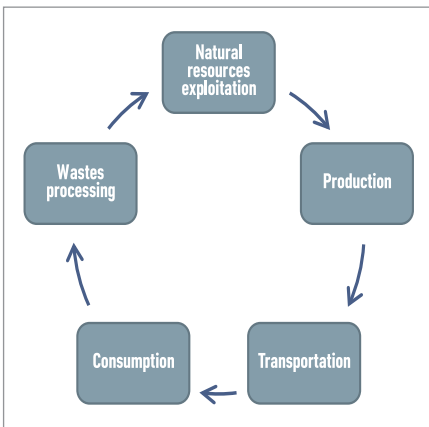 Natural
resources
exploitation
Production
Transportation
Consumption
Wastes
processing